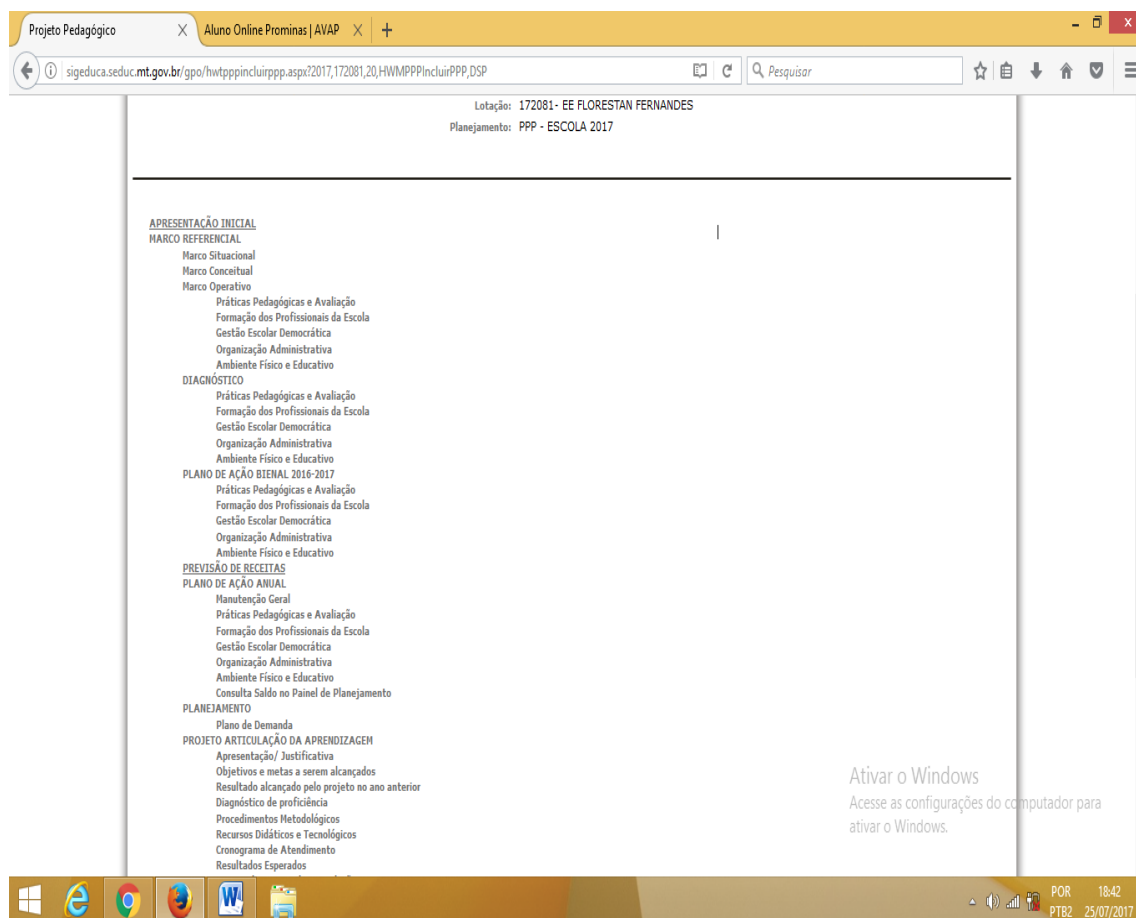 Projeto Pedagógico
Aluno Online Prominas | AVAP
sigeduca.seduc.mt.gov.br/gpo/hwtpppincluirppp.aspx?2017,172081,20,HWMPPPIncluirPPP,DSP
Pesquisar
Lotação: 172081- EE FLORESTAN FERNANDES
Planejamento: PPP - ESCOLA 2017
APRESENTAÇÃO INICIAL
MARCO REFERENCIAL
Marco Situacional
Marco Conceitual
Marco Operativo
Práticas Pedagógicas e Avaliação
Formação dos Profissionais da Escola
Gestão Escolar Democrática
Organização Administrativa
Ambiente Físico e Educativo
DIAGNÓSTICO
Práticas Pedagógicas e Avaliação
Formação dos Profissionais da Escola
Gestão Escolar Democrática
Organização Administrativa
Ambiente Físico e Educativo
PLANO DE AÇÃO BIENAL 2016-2017
Práticas Pedagógicas e Avaliação
Formação dos Profissionais da Escola
Gestão Escolar Democrática
Organização Administrativa
Ambiente Físico e Educativo
PREVISÃO DE RECEITAS
PLANO DE AÇÃO ANUAL
Manutenção Geral
Práticas Pedagógicas e Avaliação
Formação dos Profissionais da Escola
Gestão Escolar Democrática
Organização Administrativa
Ambiente Físico e Educativo
Consulta Saldo no Painel de Planejamento
PLANEJAMENTO
Plano de Demanda
PROJETO ARTICULAÇÃO DA APRENDIZAGEM
Apresentação/ Justificativa
Objetivos e metas a serem alcançados
Resultado alcançado pelo projeto no ano anterior
Diagnóstico de proficiência
Procedimentos Metodológicos
Recursos Didáticos e Tecnológicos
Cronograma de Atendimento
Resultados Esperados
Ativar o Windows
Acesse as configurações do computador para
ativar o Windows.
POR 18:42
PTB2 25/07/2017